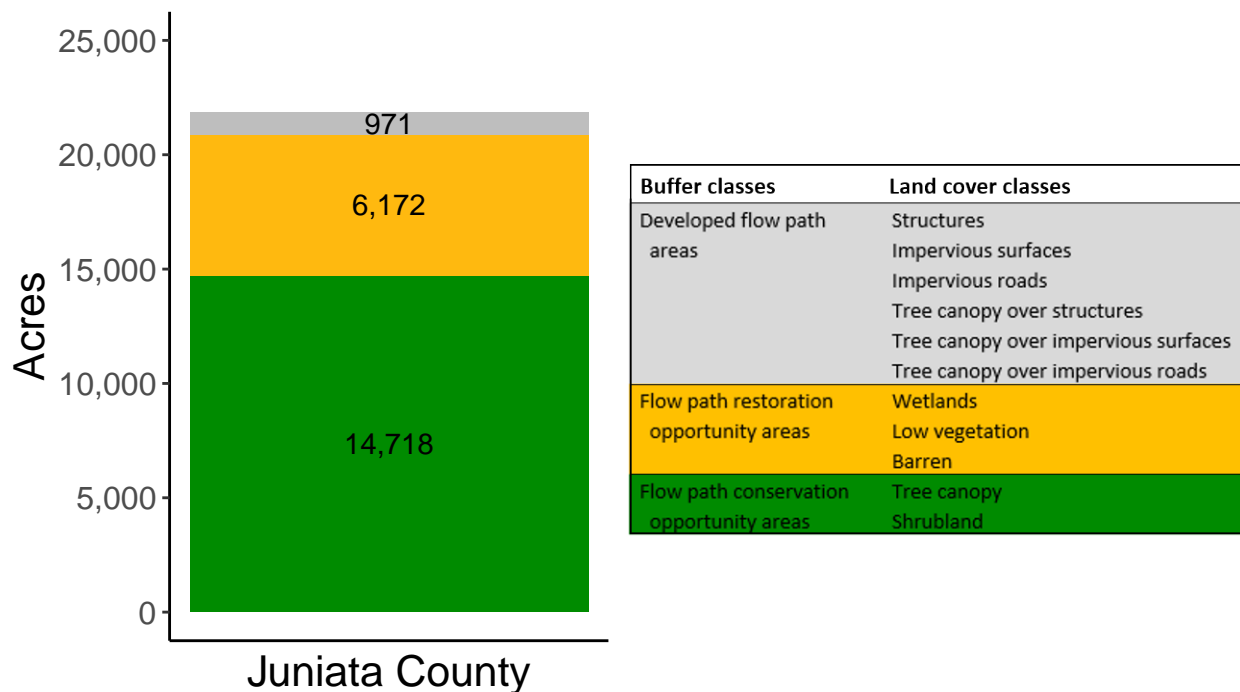 25,000
20,000
15,000
10,000
5,000
0
Acres
971
6,172
14,718
Juniata County
Buffer classes Land cover classes
Developed flow path Structures
areas Impervious surfaces
Impervious roads
Tree canopy over structures
Tree canopy over impervious surfaces
Tree canopy over impervious roads
Flow path restoration Wetlands
opportunity areas Low vegetation
Barren
Flow path conservation Tree canopy
opportunity areas Shrubland